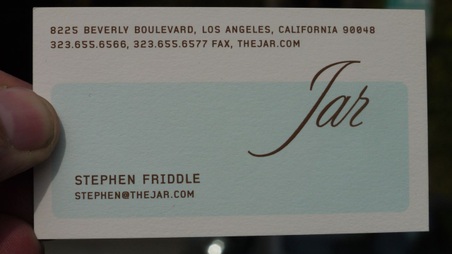 8225 BEVERLY BOULEVARD, LOS ANGELES, CALIFORNIA 90048
323.655.6566, 323.655.6577 FAX, THEJAR.COM
Jar
STEPHEN FRIDDLE
STEPHEN@THEJAR.COM